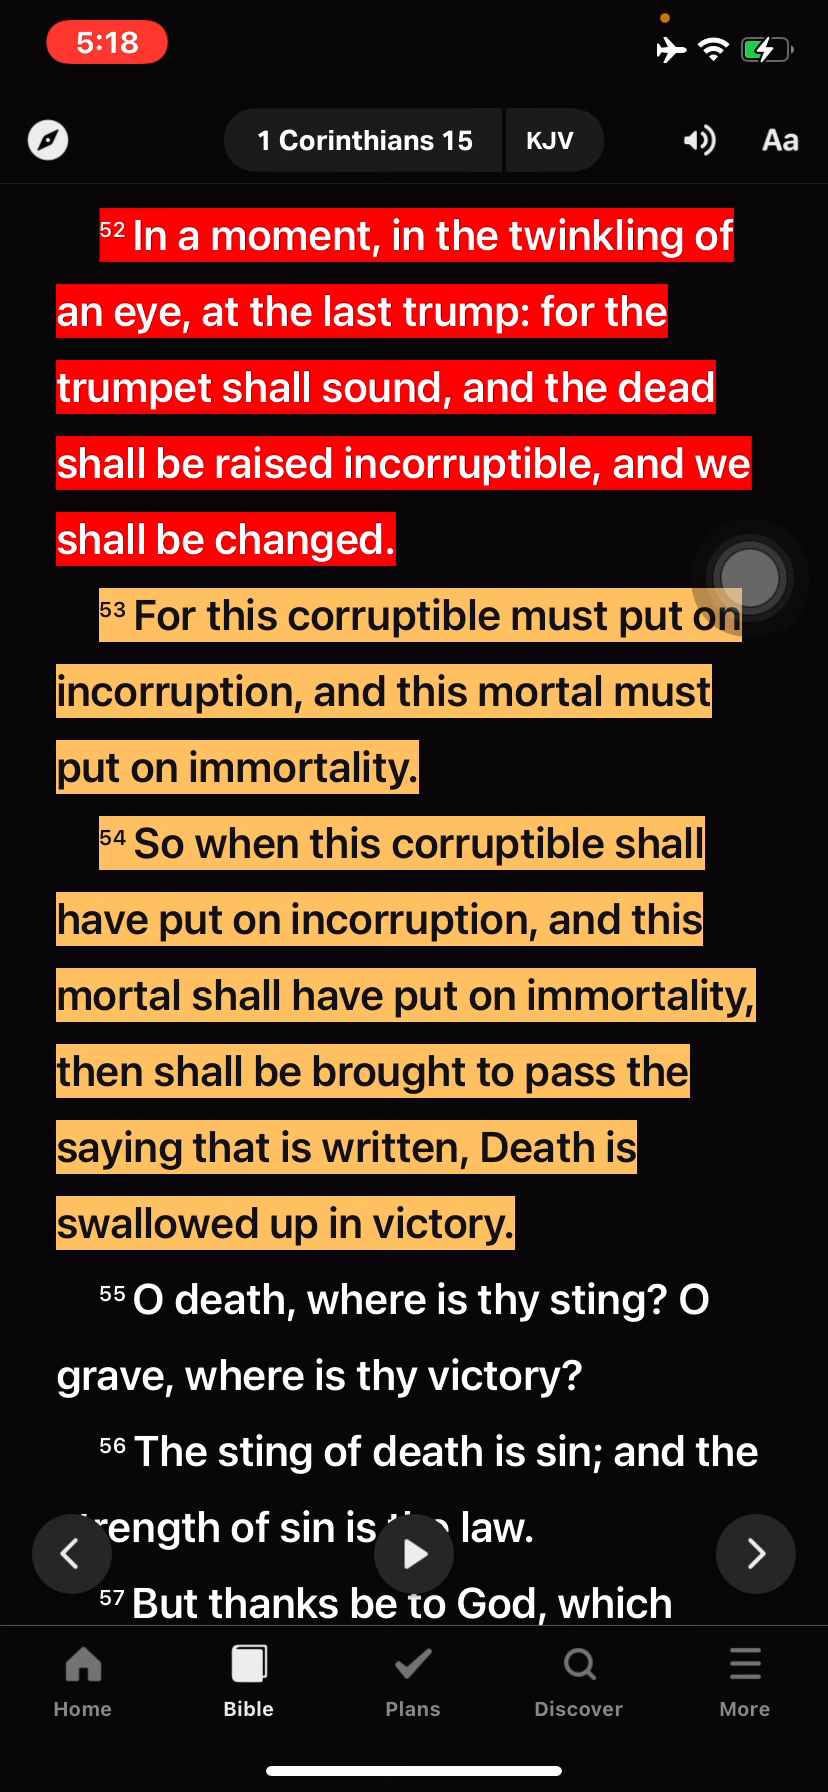 5:18
1 Corinthians 15 KJV Aa
52 In a moment, in the twinkling of
an eye, at the last trump: for the
trumpet shall sound, and the dead
shall be raised incorruptible, and we
shall be changed.
53 For this corruptible must put on
incorruption, and this mortal must
put on immortality.
54 So when this corruptible shall
have put on incorruption, and this
mortal shall have put on immortality,
then shall be brought to pass the
saying that is written, Death is
swallowed up in victory.
55 O death, where is thy sting? O
grave, where is thy victory?
56 The sting of death is sin; and the
strength of sin is the law.
57 But thanks be to God, which
Home Bible Plans Discover More